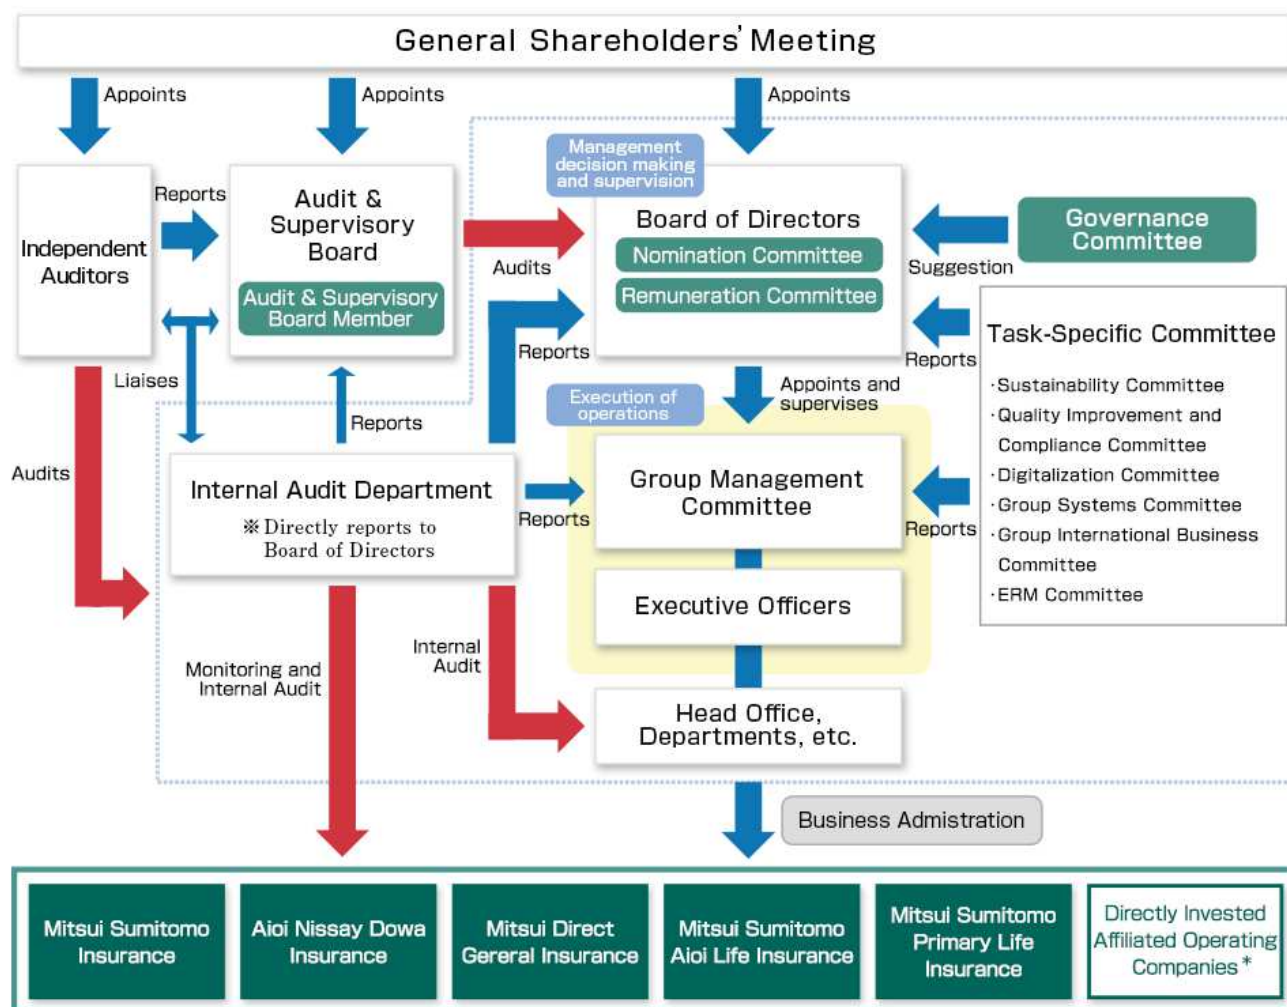 General Shareholders' Meeting
Appoints
Appoints
Appoints
Management
decision making
and supervision
Independent
Auditors
Reports
Audit &
Supervisory
Board
Audit & Supervisory
Board Member
Audits
Board of Directors
Nomination Committee
Remuneration Committee
Suggestion
Governance
Committee
Reports
Reports
Task-Specific Committee
·Sustainability Committee
·Quality Improvement and
Compliance Committee
·Digitalization Committee
·Group Systems Committee
·Group International Business
Committee
·ERM Committee
Liaises
Reports
Execution of
operations
Appoints and
supervises
Audits
Internal Audit Department
※Directly reports to
Board of Directors
Reports
Group Management
Committee
Reports
Executive Officers
Monitoring and
Internal Audit
Internal
Audit
Head Office,
Departments, etc.
Business Admistration
Mitsui Sumitomo
Insurance
Aioi Nissay Dowa
Insurance
Mitsui Direct
Gereral Insurance
Mitsui Sumitomo
Aioi Life Insurance
Mitsui Sumitomo
Primary Life
Insurance
Directly Invested
Affiliated Operating
Companies*